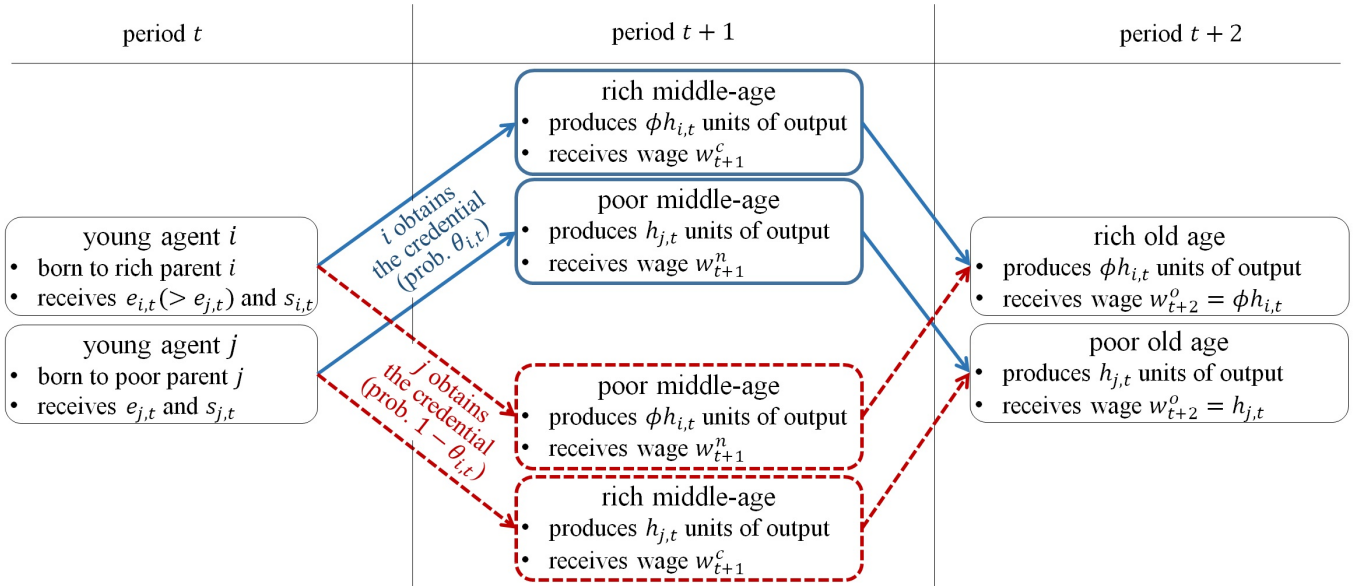 period t
period t + 1
period t + 2
rich middle-age
• produces ϕh_{i,t} units of output
• receives wage w^c_{t+1}
poor middle-age
• produces h_{j,t} units of output
• receives wage w^n_{t+1}
young agent i
• born to rich parent i
• receives e_{i,t}(> e_{j,t}) and s_{i,t}
young agent j
• born to poor parent j
• receives e_{j,t} and s_{j,t}
i obtains
the credential
(prob. θ_{i,t})
j obtains
the credential
(prob. 1 − θ_{i,t})
poor middle-age
• produces ϕh_{i,t} units of output
• receives wage w^n_{t+1}
rich middle-age
• produces h_{j,t} units of output
• receives wage w^c_{t+1}
rich old age
• produces ϕh_{i,t} units of output
• receives wage w^o_{t+2} = ϕh_{i,t}
poor old age
• produces h_{j,t} units of output
• receives wage w^o_{t+2} = h_{j,t}